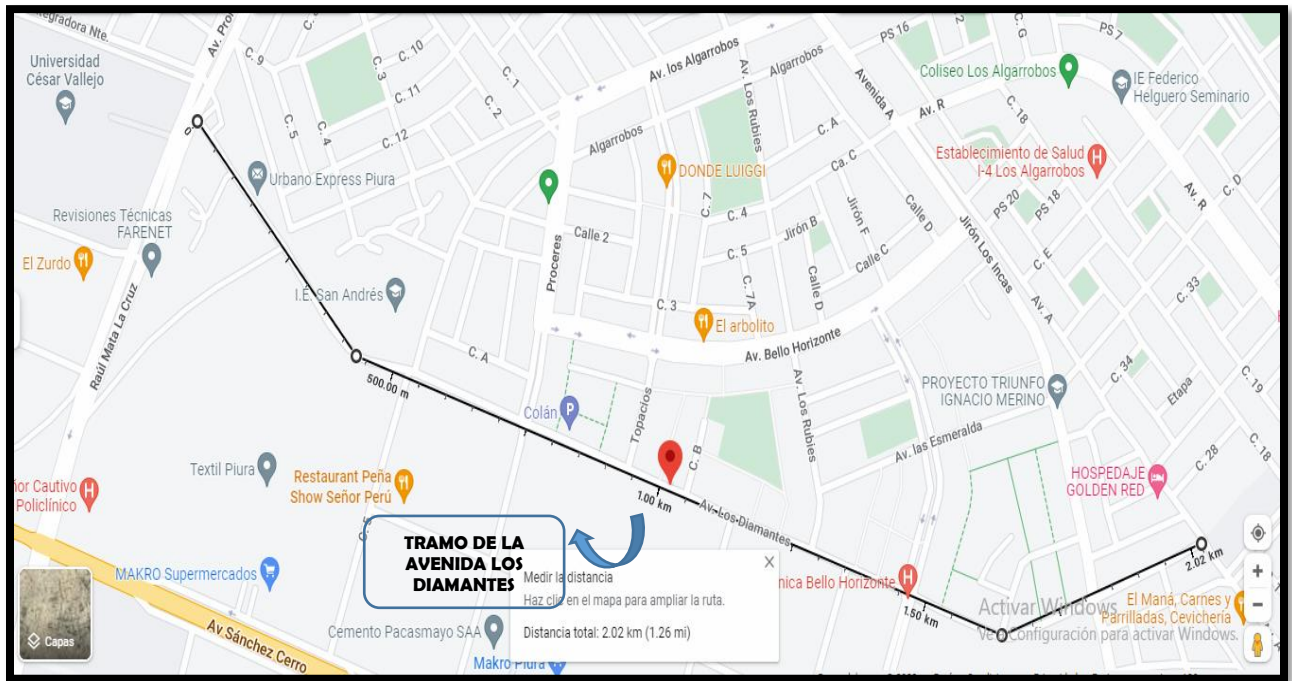 Integradora Nte.
Universidad
César Vallejo
C. 9
C. 10
C. 3
C. 11
C. 1
C. 2
C. 5
C. 4
C. 12
0
Urbano Express Piura
Revisiones Técnicas
FARENET
El Zurdo
Raúl Mata La Cruz
I.E. San Andrés
Av. los Algarrobos
Algarrobos
Algarrobos
Av. Los Rubies
PS 16
Avenida A
C. G
PS 7
Coliseo Los Algarrobos
IE Federico
Helguero Seminario
Av. R
C. 18
C. A
Ca. C
DONDE LUIGGI
Establecimiento de Salud
I-4 Los Algarrobos
C. 7
C. 4
Calle 2
Proceres
Jirón B
Jirón F
Calle D
PS 20
PS 18
Av. R
C. D
C. 5
Calle C
Jirón Los Incas
C. E
C. 3
C. 7A
Calle D
C. 33
El arbolito
Av. Bello Horizonte
Av. A
C. A
500.00 m
Colán
Topacios
C. B
Av. Los Rubies
PROYECTO TRIUNFO
IGNACIO MERINO
C. 34
Etapa
C. 19
Av. las Esmeralda
C. 28
C. 18
Textil Piura
Restaurant Peña
Show Señor Perú
HOSPEDAJE
GOLDEN RED
ñor Cautivo
Policlínico
1.00 km
Av. Los Diamantes
C. 5
TRAMO DE LA
AVENIDA LOS
DIAMANTES
2.02 km
MAKRO Supermercados
Medir la distancia
Haz clic en el mapa para ampliar la ruta.
Distancia total: 2.02 km (1.26 mi)
nica Bello Horizonte
1.50 km
Activar Windows
Ve a Configuración para activar Windows.
El Maná, Carnes y
Parrilladas, Cevichería
Capas
Av. Sánchez Cerro
Cemento Pacasmayo SAA
Makro Piura